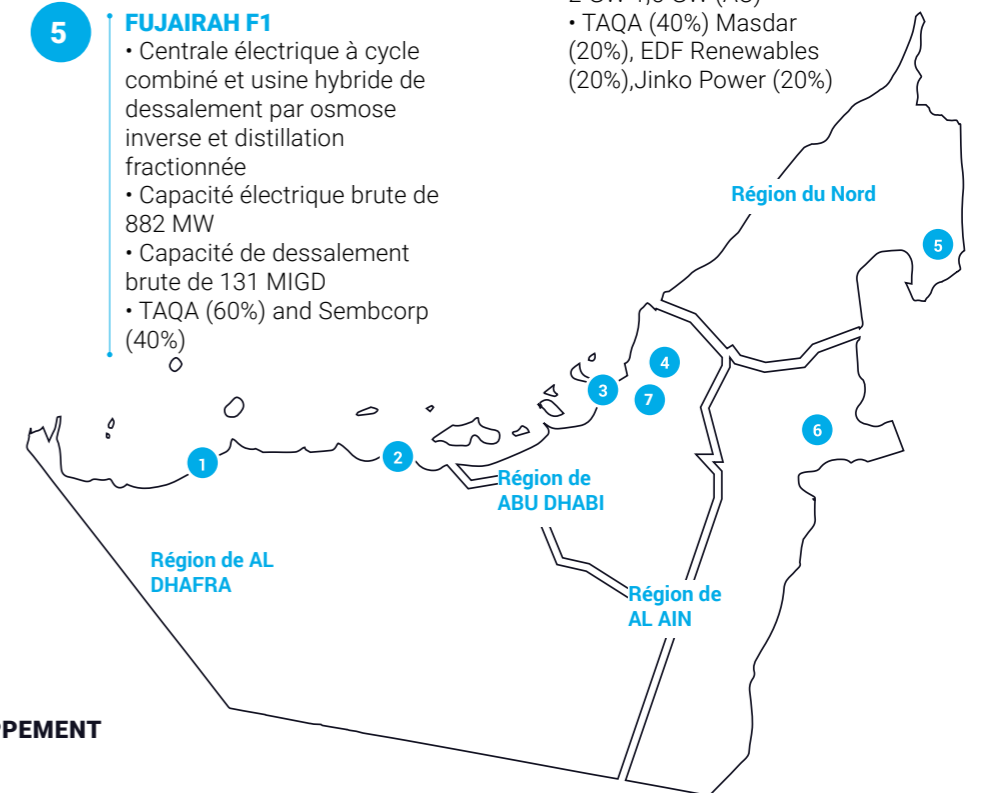 5
FUJAIRAH F1
• Centrale électrique à cycle
combiné et usine hybride de
dessalement par osmose
inverse et distillation
fractionnée
• Capacité électrique brute de
882 MW
• Capacité de dessalement
brute de 131 MIGD
• TAQA (60%) and Sembcorp
(40%)
• TAQA (40%) Masdar
(20%), EDF Renewables
(20%),Jinko Power (20%)
Région du Nord
5
4
3
7
6
1
2
Région de
ABU DHABI
Région de AL
DHAFRA
Région de
AL AIN
PPEMENT